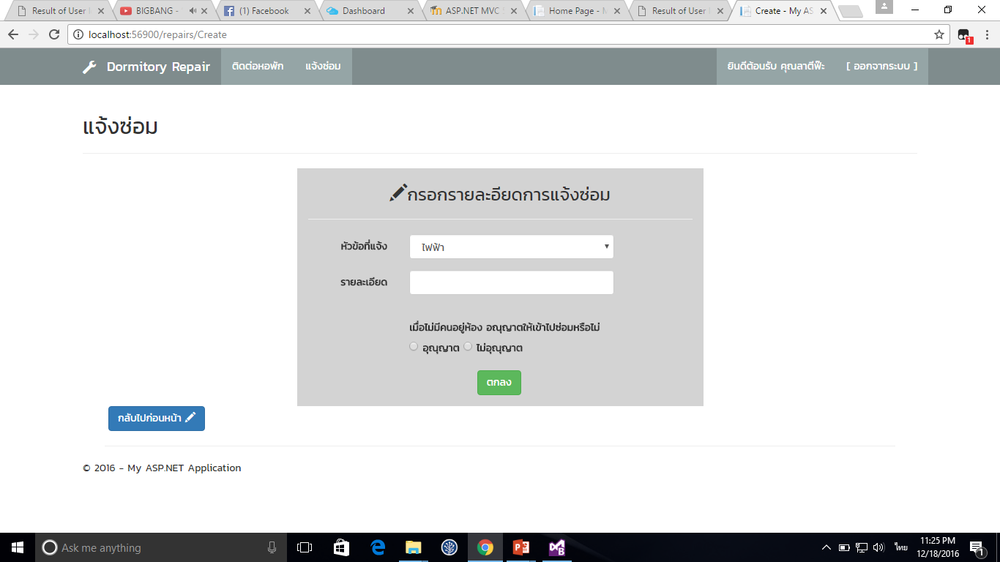 Result of User
BIGBANG -
(1) Facebook
Dashboard
ASP.NET MVC
Home Page -
Result of User
Create - My AS
localhost:56900/repairs/Create
1
Dormitory Repair ติดต่อหอพัก แจ้งซ่อม ยินดีต้อนรับ คุณลาตีฟ๊ะ [ ออกจากระบบ ]
แจ้งซ่อม
กรอกรายละอียดการแจ้งซ่อม
หัวข้อที่แจ้ง ไฟฟ้า
รายละเอียด
เมื่อไม่มีคนอยู่ห้อง อณุญาตให้เข้าไปซ่อมหรือไม่
อุณุญาต ไม่อุณุญาต
ตกลง
กลับไปก่อนหน้า
© 2016 - My ASP.NET Application
Ask me anything
ไทย
11:25 PM
12/18/2016
1